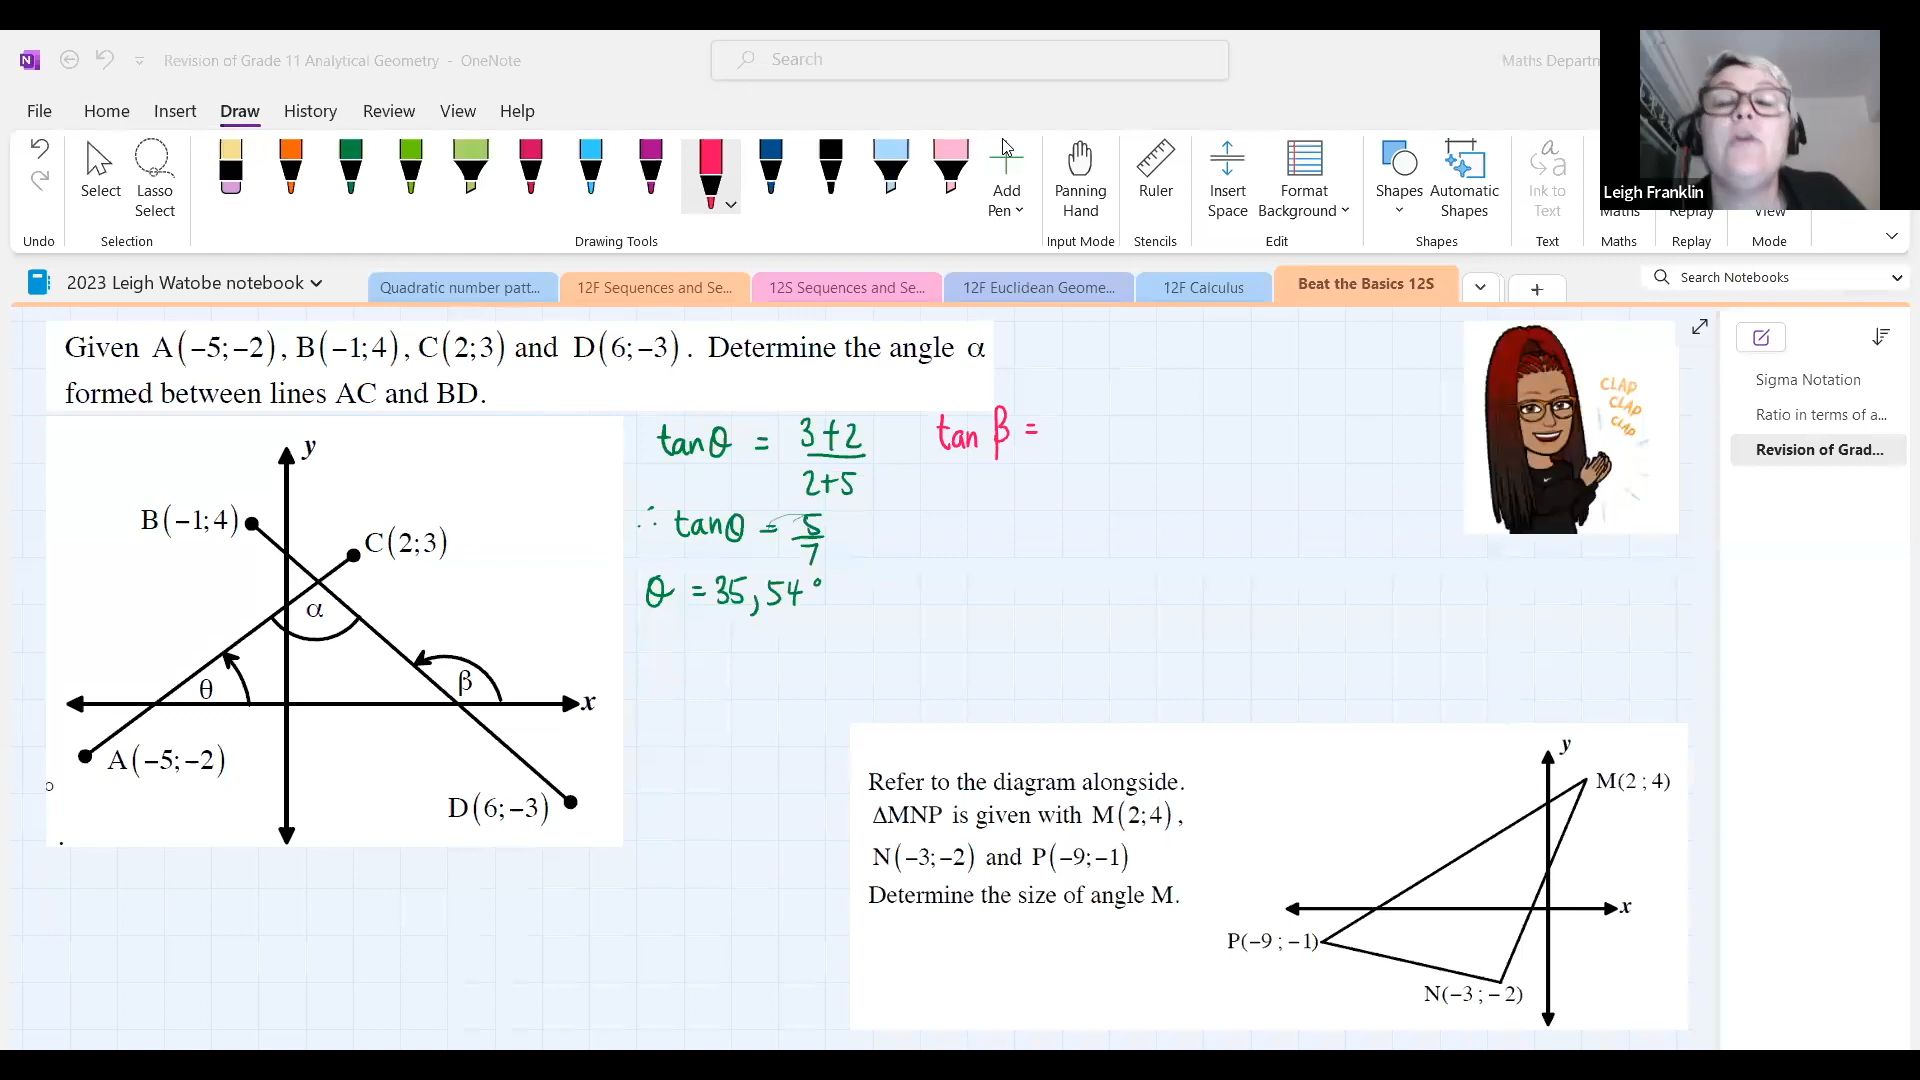 Revision of Grade 11 Analytical Geometry - OneNote
Search
Maths Departn
Leigh Franklin
File Home Insert Draw History Review View Help
Undo
Select
Lasso Select
Selection
Drawing Tools
Add Pen
Panning Hand
Input Mode
Ruler
Stencils
Insert Space
Format Background
Edit
Shapes
Automatic Shapes
Shapes
Ink to Text
Text
Maths
Maths
Replay
Replay
View
Mode
2023 Leigh Watobe notebook
Quadratic number patt...
12F Sequences and Se...
12S Sequences and Se...
12F Euclidean Geome...
12F Calculus
Beat the Basics 12S
Search Notebooks
Sigma Notation
Ratio in terms of a...
Revision of Grad...
Given A(−5;−2), B(−1;4), C(2;3) and D(6;−3). Determine the angle α
formed between lines AC and BD.
y
B(−1;4)
C(2;3)
α
θ
β
x
A(−5;−2)
D(6;−3)
tanθ = 3+2
2+5
∴ tanθ = 5
7
θ = 35,54°
tan β =
CLAP
CLAP
CLAP
Refer to the diagram alongside.
ΔMNP is given with M(2;4),
N(−3;−2) and P(−9;−1)
Determine the size of angle M.
y
M(2 ; 4)
x
P(−9 ; −1)
N(−3 ; −2)